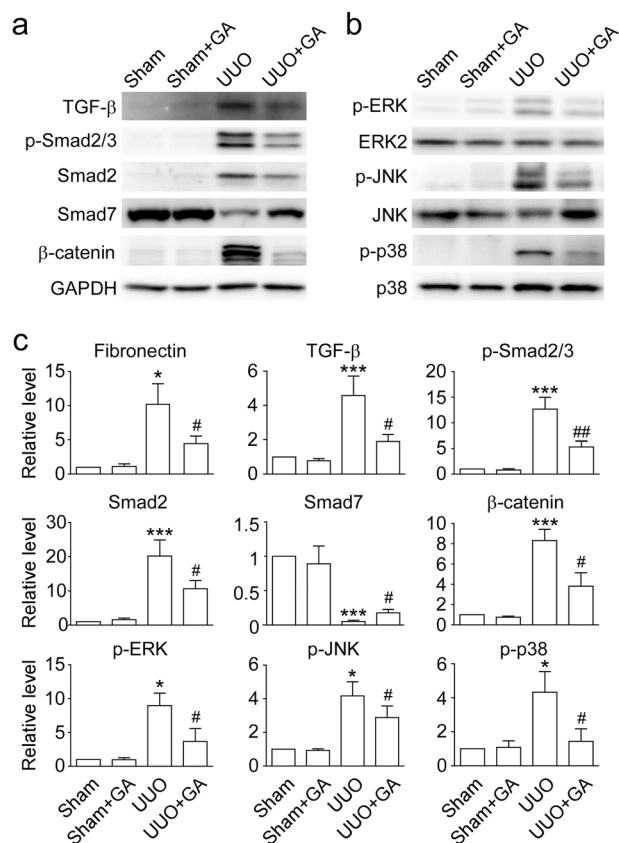 a
Sham Sham+GA UUO UUO+GA
TGF-β
p-Smad2/3
Smad2
Smad7
β-catenin
GAPDH
b
Sham Sham+GA UUO UUO+GA
p-ERK
ERK2
p-JNK
JNK
p-p38
p38
c
Fibronectin
Relative level
15
10
5
0
*
#
TGF-β
6
4
2
0
***
#
p-Smad2/3
20
15
10
5
0
***
##
Smad2
Relative level
30
20
10
0
***
#
Smad7
1.5
1
0.5
0
***
#
β-catenin
10
8
6
4
2
0
***
#
p-ERK
Relative level
15
10
5
0
*
#
p-JNK
6
4
2
0
*
#
p-p38
6
4
2
0
*
#
Sham Sham+GA UUO UUO+GA
Sham Sham+GA UUO UUO+GA
Sham Sham+GA UUO UUO+GA